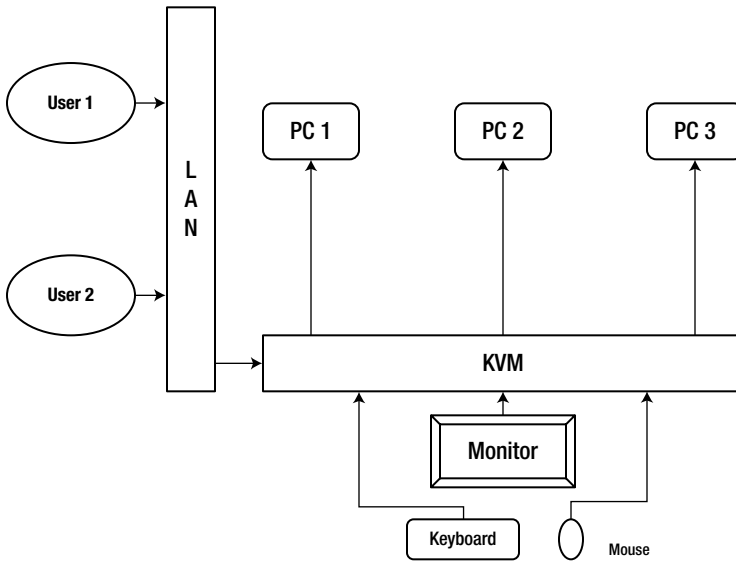 User 1
PC 1
PC 2
PC 3
L
A
N
User 2
KVM
Monitor
Keyboard
Mouse